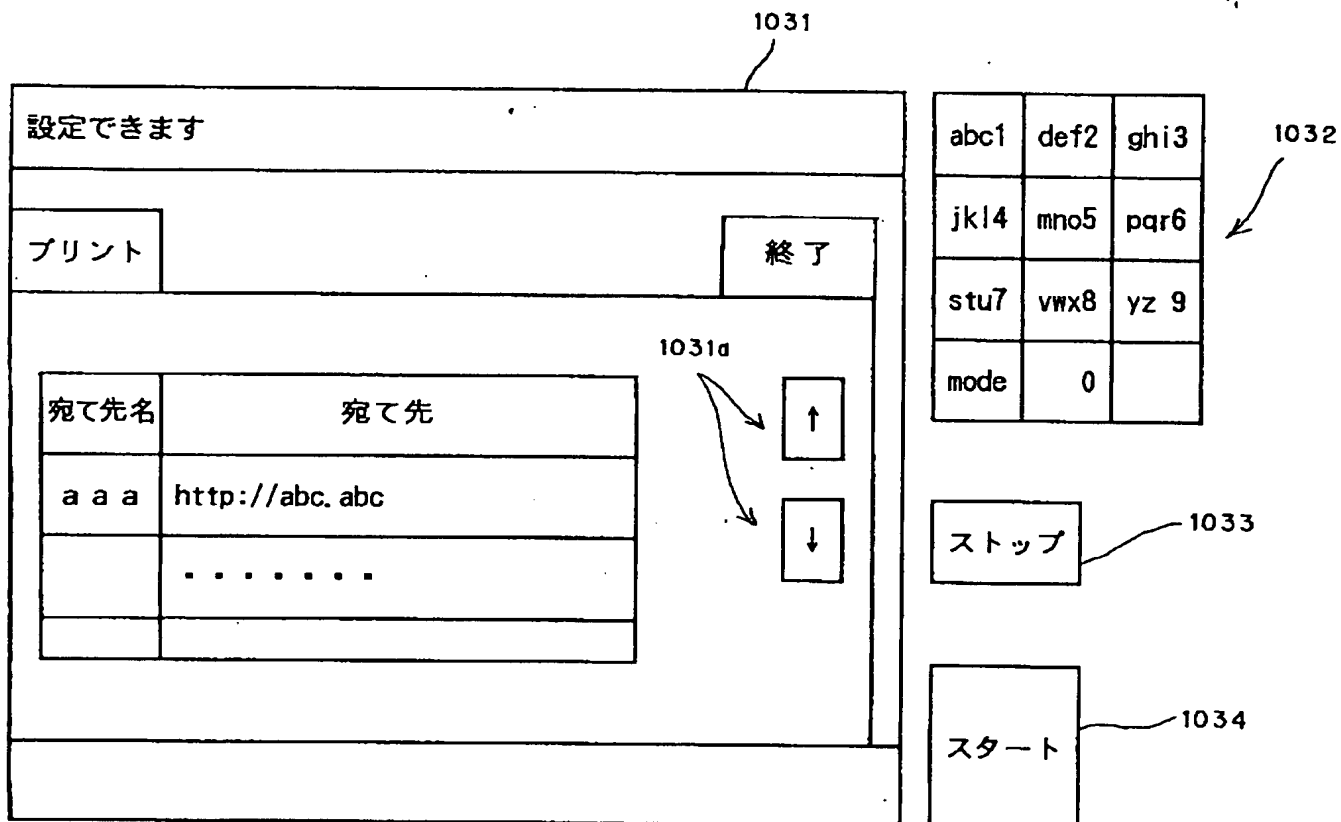 1031
設定できます
プリント
終了
1031a
宛て先名 宛て先
ａａａ http://abc.abc
.......
↑
↓
abc1 def2 ghi3
jkl4 mno5 pqr6
stu7 vwx8 yz 9
mode 0
1032
ストップ
1033
スタート
1034